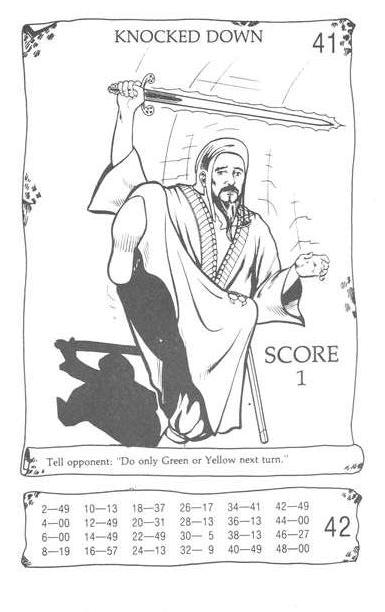 KNOCKED DOWN
41
SCORE
1
Tell opponent: "Do only Green or Yellow next turn."
2—49 10—13 18—37 26—17 34—41 42—49
4—00 12—49 20—31 28—13 36—13 44—00
6—00 14—49 22—49 30— 5 38—13 46—27
8—19 16—57 24—13 32— 9 40—49 48—00
42